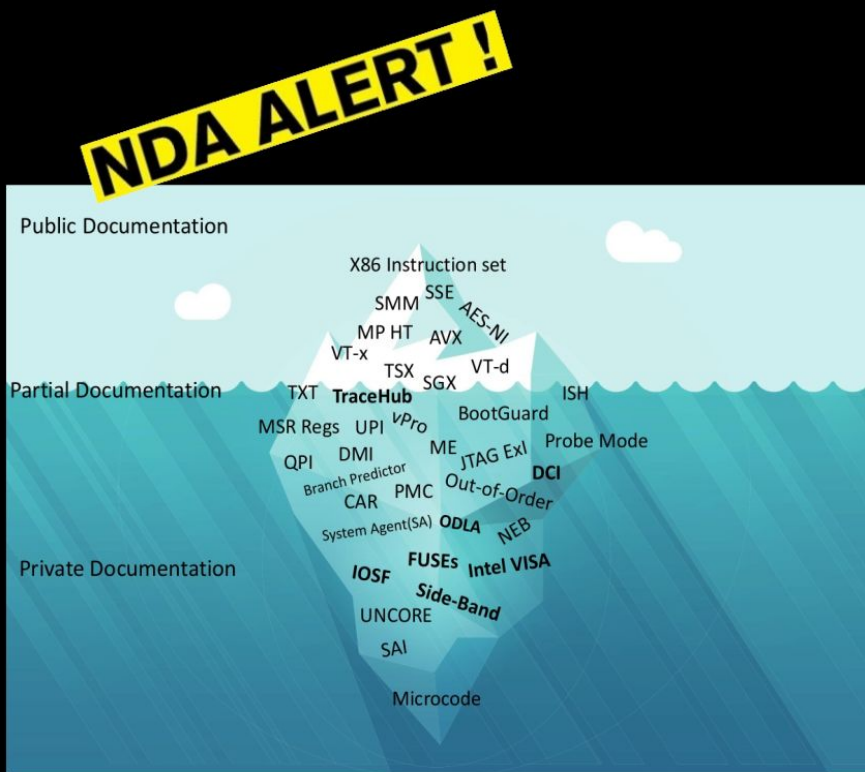 NDA ALERT !
Public Documentation
X86 Instruction set
SSE
SMM
AES-NI
MP HT
AVX
VT-x
VT-d
TSX
SGX
Partial Documentation
TXT
TraceHub
ISH
vPro
BootGuard
MSR Regs
UPI
ME
Probe Mode
DMI
JTAG ExI
QPI
DCI
Branch Predictor
Out-of-Order
CAR
PMC
System Agent(SA)
ODLA
NEB
Private Documentation
FUSEs
Intel VISA
IOSF
Side-Band
UNCORE
SAI
Microcode